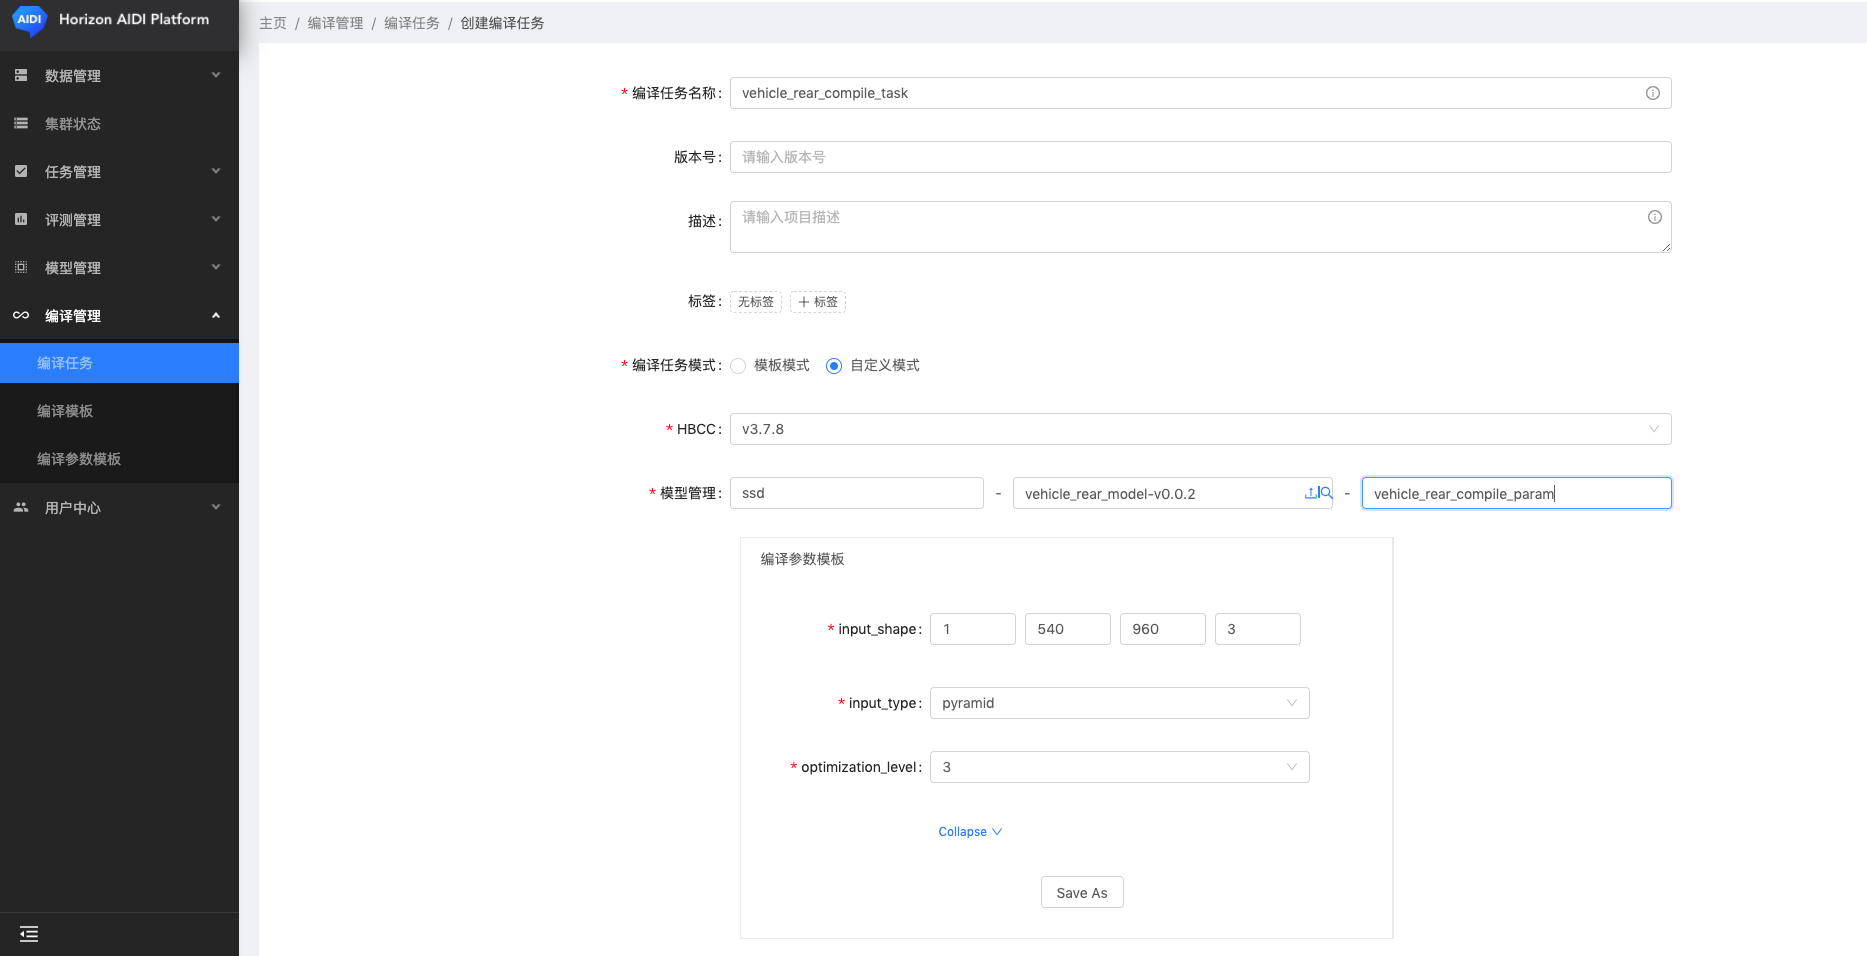 AIDI Horizon AIDI Platform
数据管理
集群状态
任务管理
评测管理
模型管理
编译管理
编译任务
编译模板
编译参数模板
用户中心
主页 / 编译管理 / 编译任务 / 创建编译任务
* 编译任务名称: vehicle_rear_compile_task
版本号: 请输入版本号
描述: 请输入项目描述
标签: 无标签 + 标签
* 编译任务模式: 模板模式 自定义模式
* HBCC: v3.7.8
* 模型管理: ssd - vehicle_rear_model-v0.0.2 - vehicle_rear_compile_param
编译参数模板
* input_shape: 1 540 960 3
* input_type: pyramid
* optimization_level: 3
Collapse
Save As